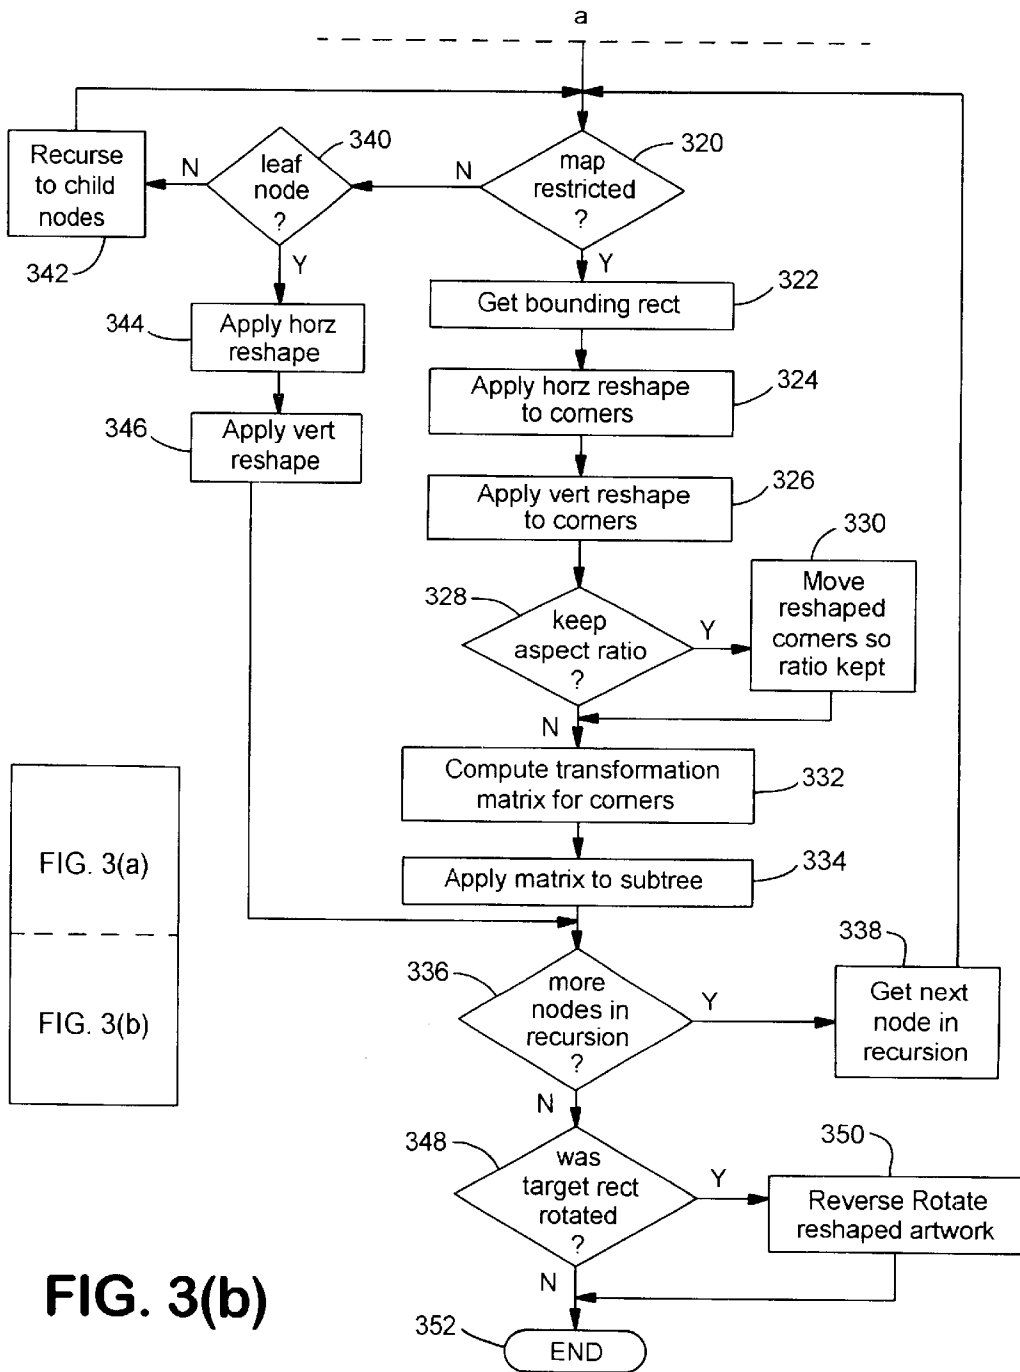 a
340
320
Recurse
to child
nodes
N
leaf
node
?
N
map
restricted
?
342
Y
Y
322
Get bounding rect
344
Apply horz
reshape
324
Apply horz reshape
to corners
346
Apply vert
reshape
326
Apply vert reshape
to corners
330
328
keep
aspect ratio
?
Y
Move
reshaped
corners so
ratio kept
N
Compute transformation
matrix for corners
332
FIG. 3(a)
Apply matrix to subtree
334
338
336
more
nodes in
recursion
?
Y
Get next
node in
recursion
FIG. 3(b)
N
348
350
was
target rect
rotated
?
Y
Reverse Rotate
reshaped artwork
N
FIG. 3(b)
352
END